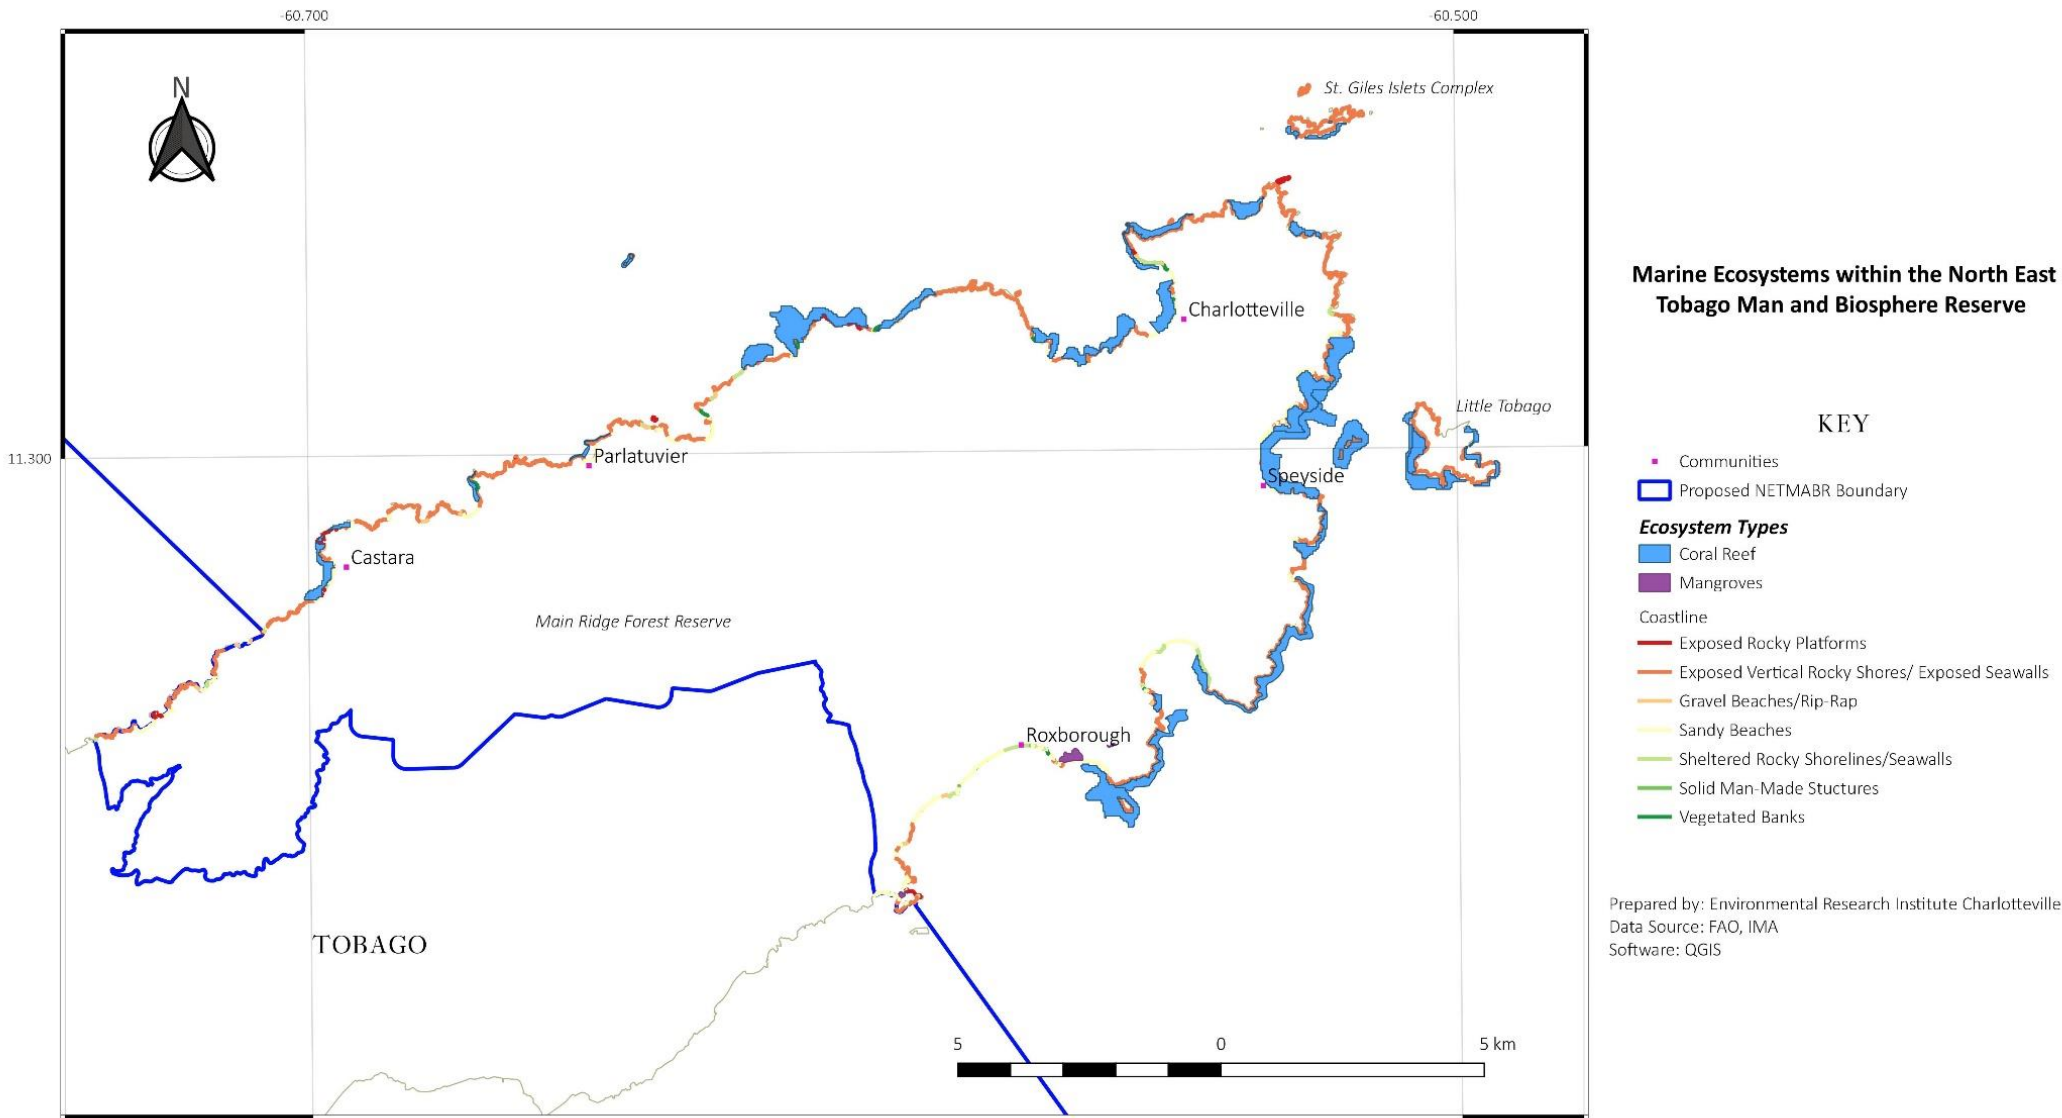 -60.700
-60.500
N
St. Giles Islets Complex
Charlotteville
Little Tobago
11.300
Parlatuvier
Speyside
Castara
Main Ridge Forest Reserve
Roxborough
TOBAGO
5 0 5 km
Marine Ecosystems within the North East
Tobago Man and Biosphere Reserve
KEY
Communities
Proposed NETMABR Boundary
Ecosystem Types
Coral Reef
Mangroves
Coastline
Exposed Rocky Platforms
Exposed Vertical Rocky Shores/ Exposed Seawalls
Gravel Beaches/Rip-Rap
Sandy Beaches
Sheltered Rocky Shorelines/Seawalls
Solid Man-Made Stuctures
Vegetated Banks
Prepared by: Environmental Research Institute Charlotteville
Data Source: FAO, IMA
Software: QGIS